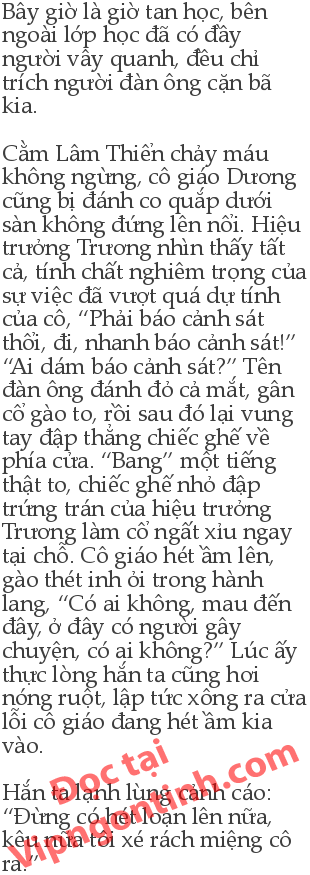 Bây giờ là giờ tan học, bên
ngoài lớp học đã có đầy
người vây quanh, đều chỉ
trích người đàn ông cặn bã
kia.
Cằm Lâm Thiển chảy máu
không ngừng, cô giáo Dương
cũng bị đánh co quắp dưới
sàn không đứng lên nổi. Hiệu
trưởng Trương nhìn thấy tất
cả, tính chất nghiêm trọng của
sự việc đã vượt quá dự tính
của cô, “Phải báo cảnh sát
thổi, đi, nhanh báo cảnh sát!”
“Ai dám báo cảnh sát?” Tên
đàn ông đánh đỏ cả mắt, gân
cổ gào to, rồi sau đó lại vung
tay đập thẳng chiếc ghế về
phía cửa. “Bang” một tiếng
thật to, chiếc ghế nhỏ đập
trứng trán của hiệu trưởng
Trương làm cổ ngất xỉu ngay
tại chỗ. Cô giáo hét ầm lên,
gào thét inh ỏi trong hành
lang, “Có ai không, mau đến
đây, ở đây có người gây
chuyện, có ai không?” Lúc ấy
thực lòng hắn ta cũng hơi
nóng ruột, lập tức xông ra cửa
lỗi cô giáo đang hét ầm kia
vào.
Hắn ta lạnh lùng cảnh cáo:
“Đừng có hét loạn lên nữa,
kêu nữa tôi xé rách miệng cô
ra.”
Đọc tại
Vipngontinh.com